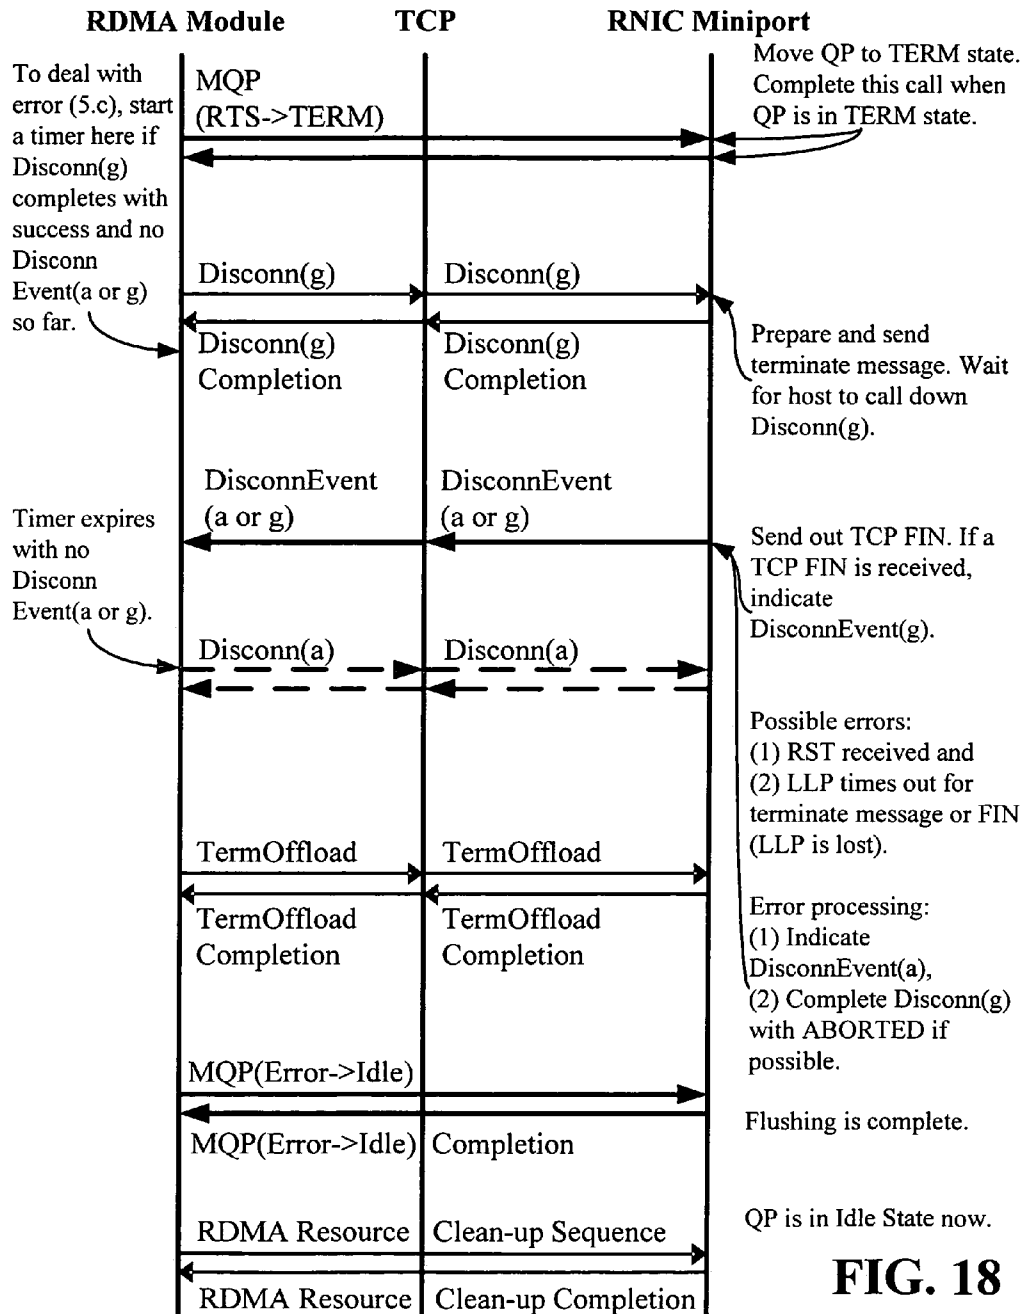 RDMA Module TCP RNIC Miniport
To deal with
error (5.c), start
a timer here if
Disconn(g)
completes with
success and no
Disconn
Event(a or g)
so far.
MQP
(RTS->TERM)
Move QP to TERM state.
Complete this call when
QP is in TERM state.
Disconn(g) Disconn(g)
Disconn(g) Disconn(g)
Completion Completion
Prepare and send
terminate message. Wait
for host to call down
Disconn(g).
DisconnEvent DisconnEvent
(a or g) (a or g)
Timer expires
with no
Disconn
Event(a or g).
Send out TCP FIN. If a
TCP FIN is received,
indicate
DisconnEvent(g).
Disconn(a) Disconn(a)
Possible errors:
(1) RST received and
(2) LLP times out for
terminate message or FIN
(LLP is lost).
TermOffload TermOffload
TermOffload TermOffload
Completion Completion
Error processing:
(1) Indicate
DisconnEvent(a),
(2) Complete Disconn(g)
with ABORTED if
possible.
MQP(Error->Idle)
MQP(Error->Idle) Completion
Flushing is complete.
QP is in Idle State now.
RDMA Resource Clean-up Sequence
RDMA Resource Clean-up Completion
FIG. 18